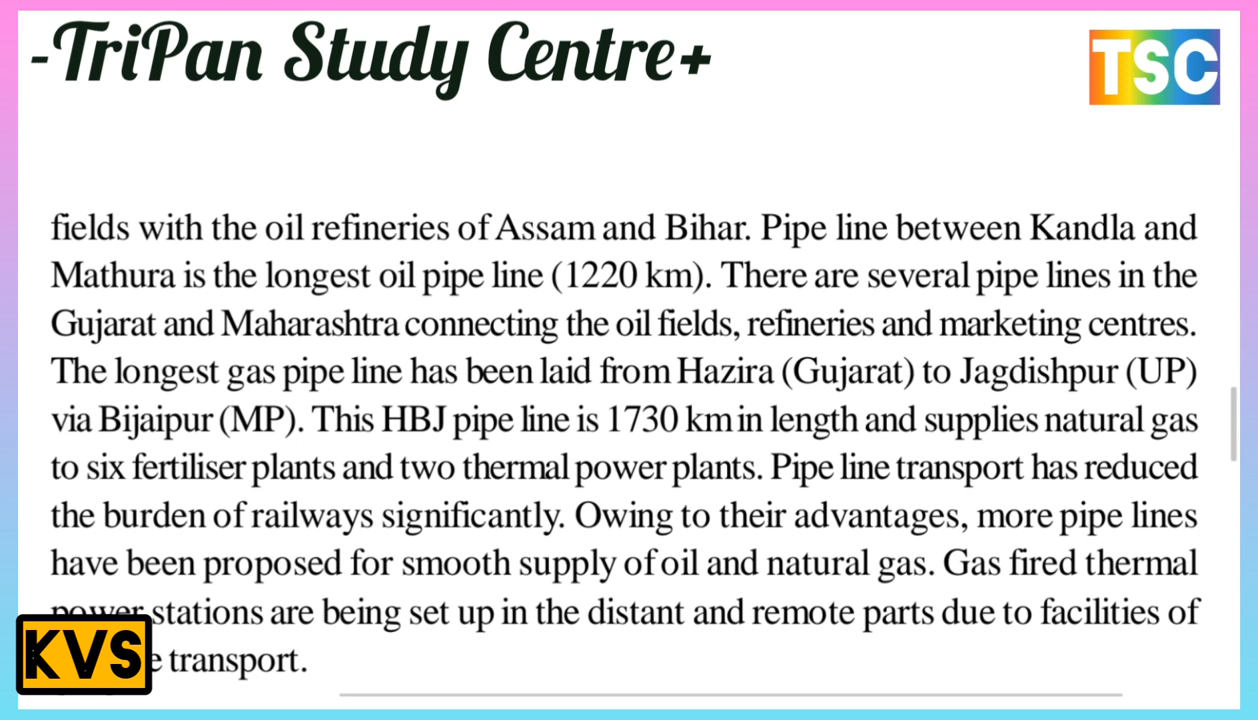 -TriPan Study Centre+
TSC
fields with the oil refineries of Assam and Bihar. Pipe line between Kandla and
Mathura is the longest oil pipe line (1220 km). There are several pipe lines in the
Gujarat and Maharashtra connecting the oil fields, refineries and marketing centres.
The longest gas pipe line has been laid from Hazira (Gujarat) to Jagdishpur (UP)
via Bijaipur (MP). This HBJ pipe line is 1730 km in length and supplies natural gas
to six fertiliser plants and two thermal power plants. Pipe line transport has reduced
the burden of railways significantly. Owing to their advantages, more pipe lines
have been proposed for smooth supply of oil and natural gas. Gas fired thermal
power stations are being set up in the distant and remote parts due to facilities of
e transport.
KVS